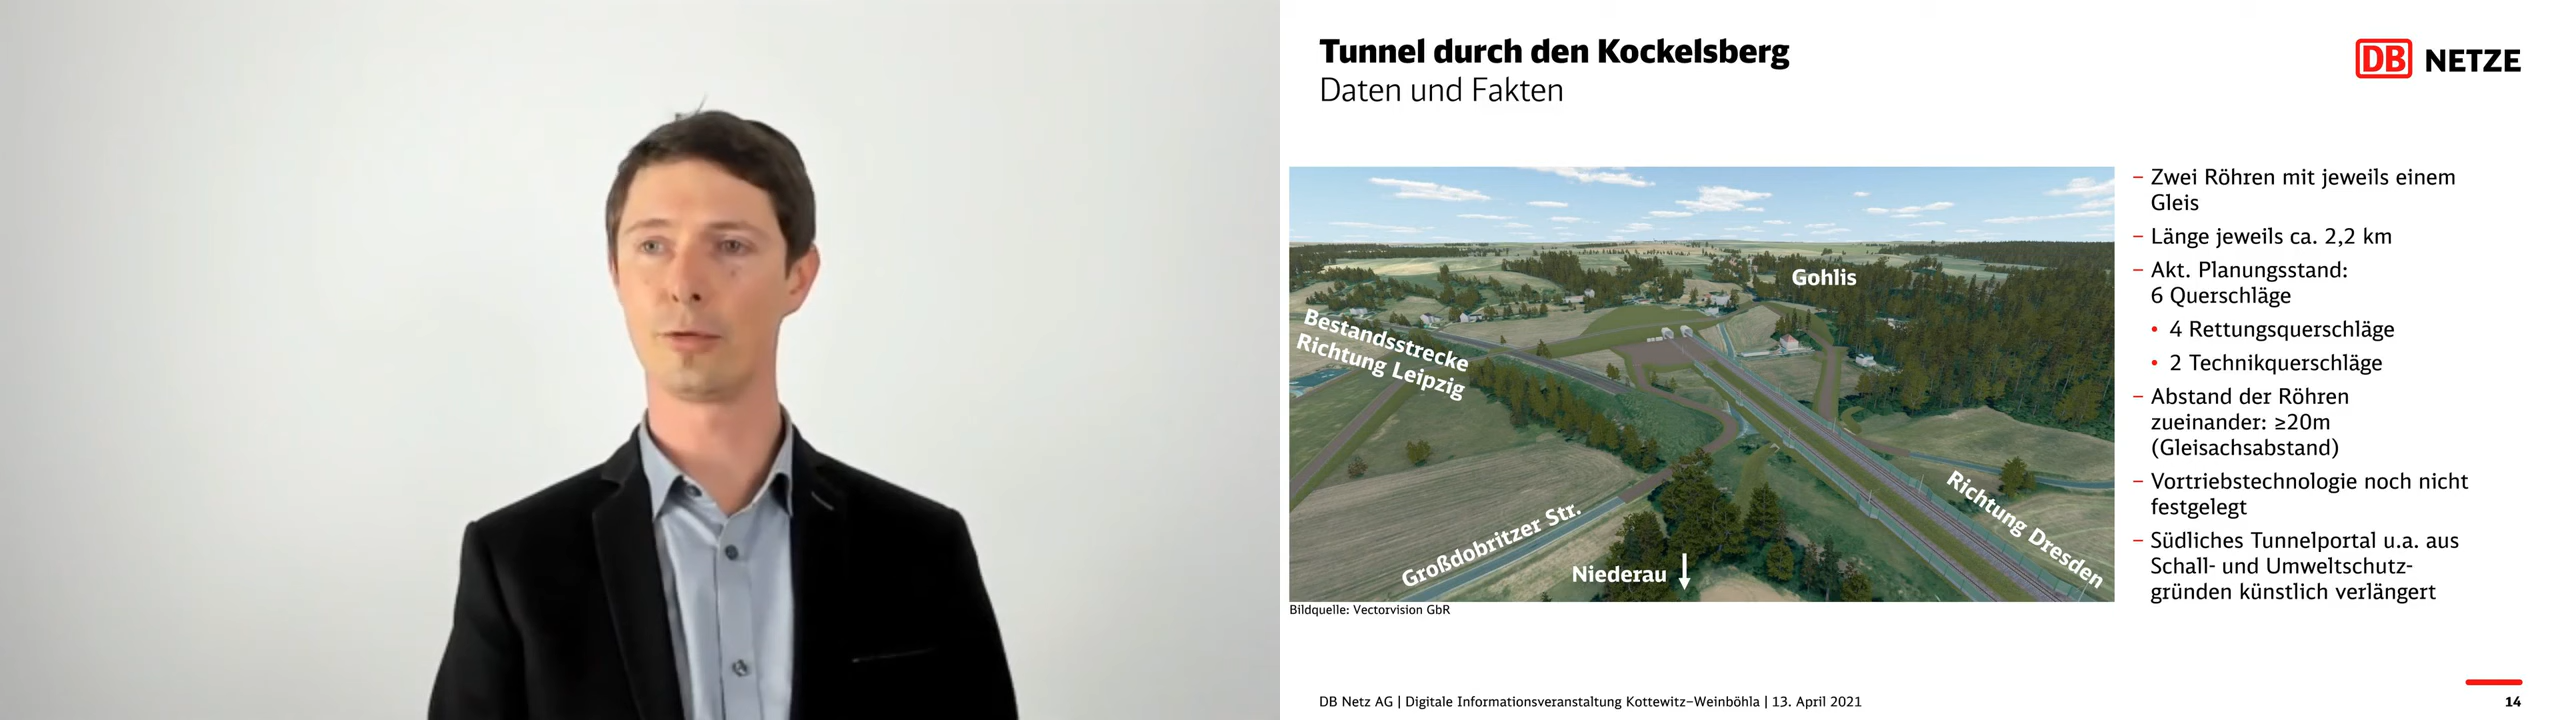 Tunnel durch den Kockelsberg
Daten und Fakten
DB NETZE
Gohlis
Bestandsstrecke
Richtung Leipzig
Großdobritzer Str.
Niederau
Richtung Dresden
Bildquelle: Vectorvision GbR
– Zwei Röhren mit jeweils einem
Gleis
– Länge jeweils ca. 2,2 km
– Akt. Planungsstand:
6 Querschläge
• 4 Rettungsquerschläge
• 2 Technikquerschläge
– Abstand der Röhren
zueinander: ≥20m
(Gleisachsabstand)
– Vortriebstechnologie noch nicht
festgelegt
– Südliches Tunnelportal u.a. aus
Schall- und Umweltschutz-
gründen künstlich verlängert
DB Netz AG | Digitale Informationsveranstaltung Kottewitz–Weinböhla | 13. April 2021
14